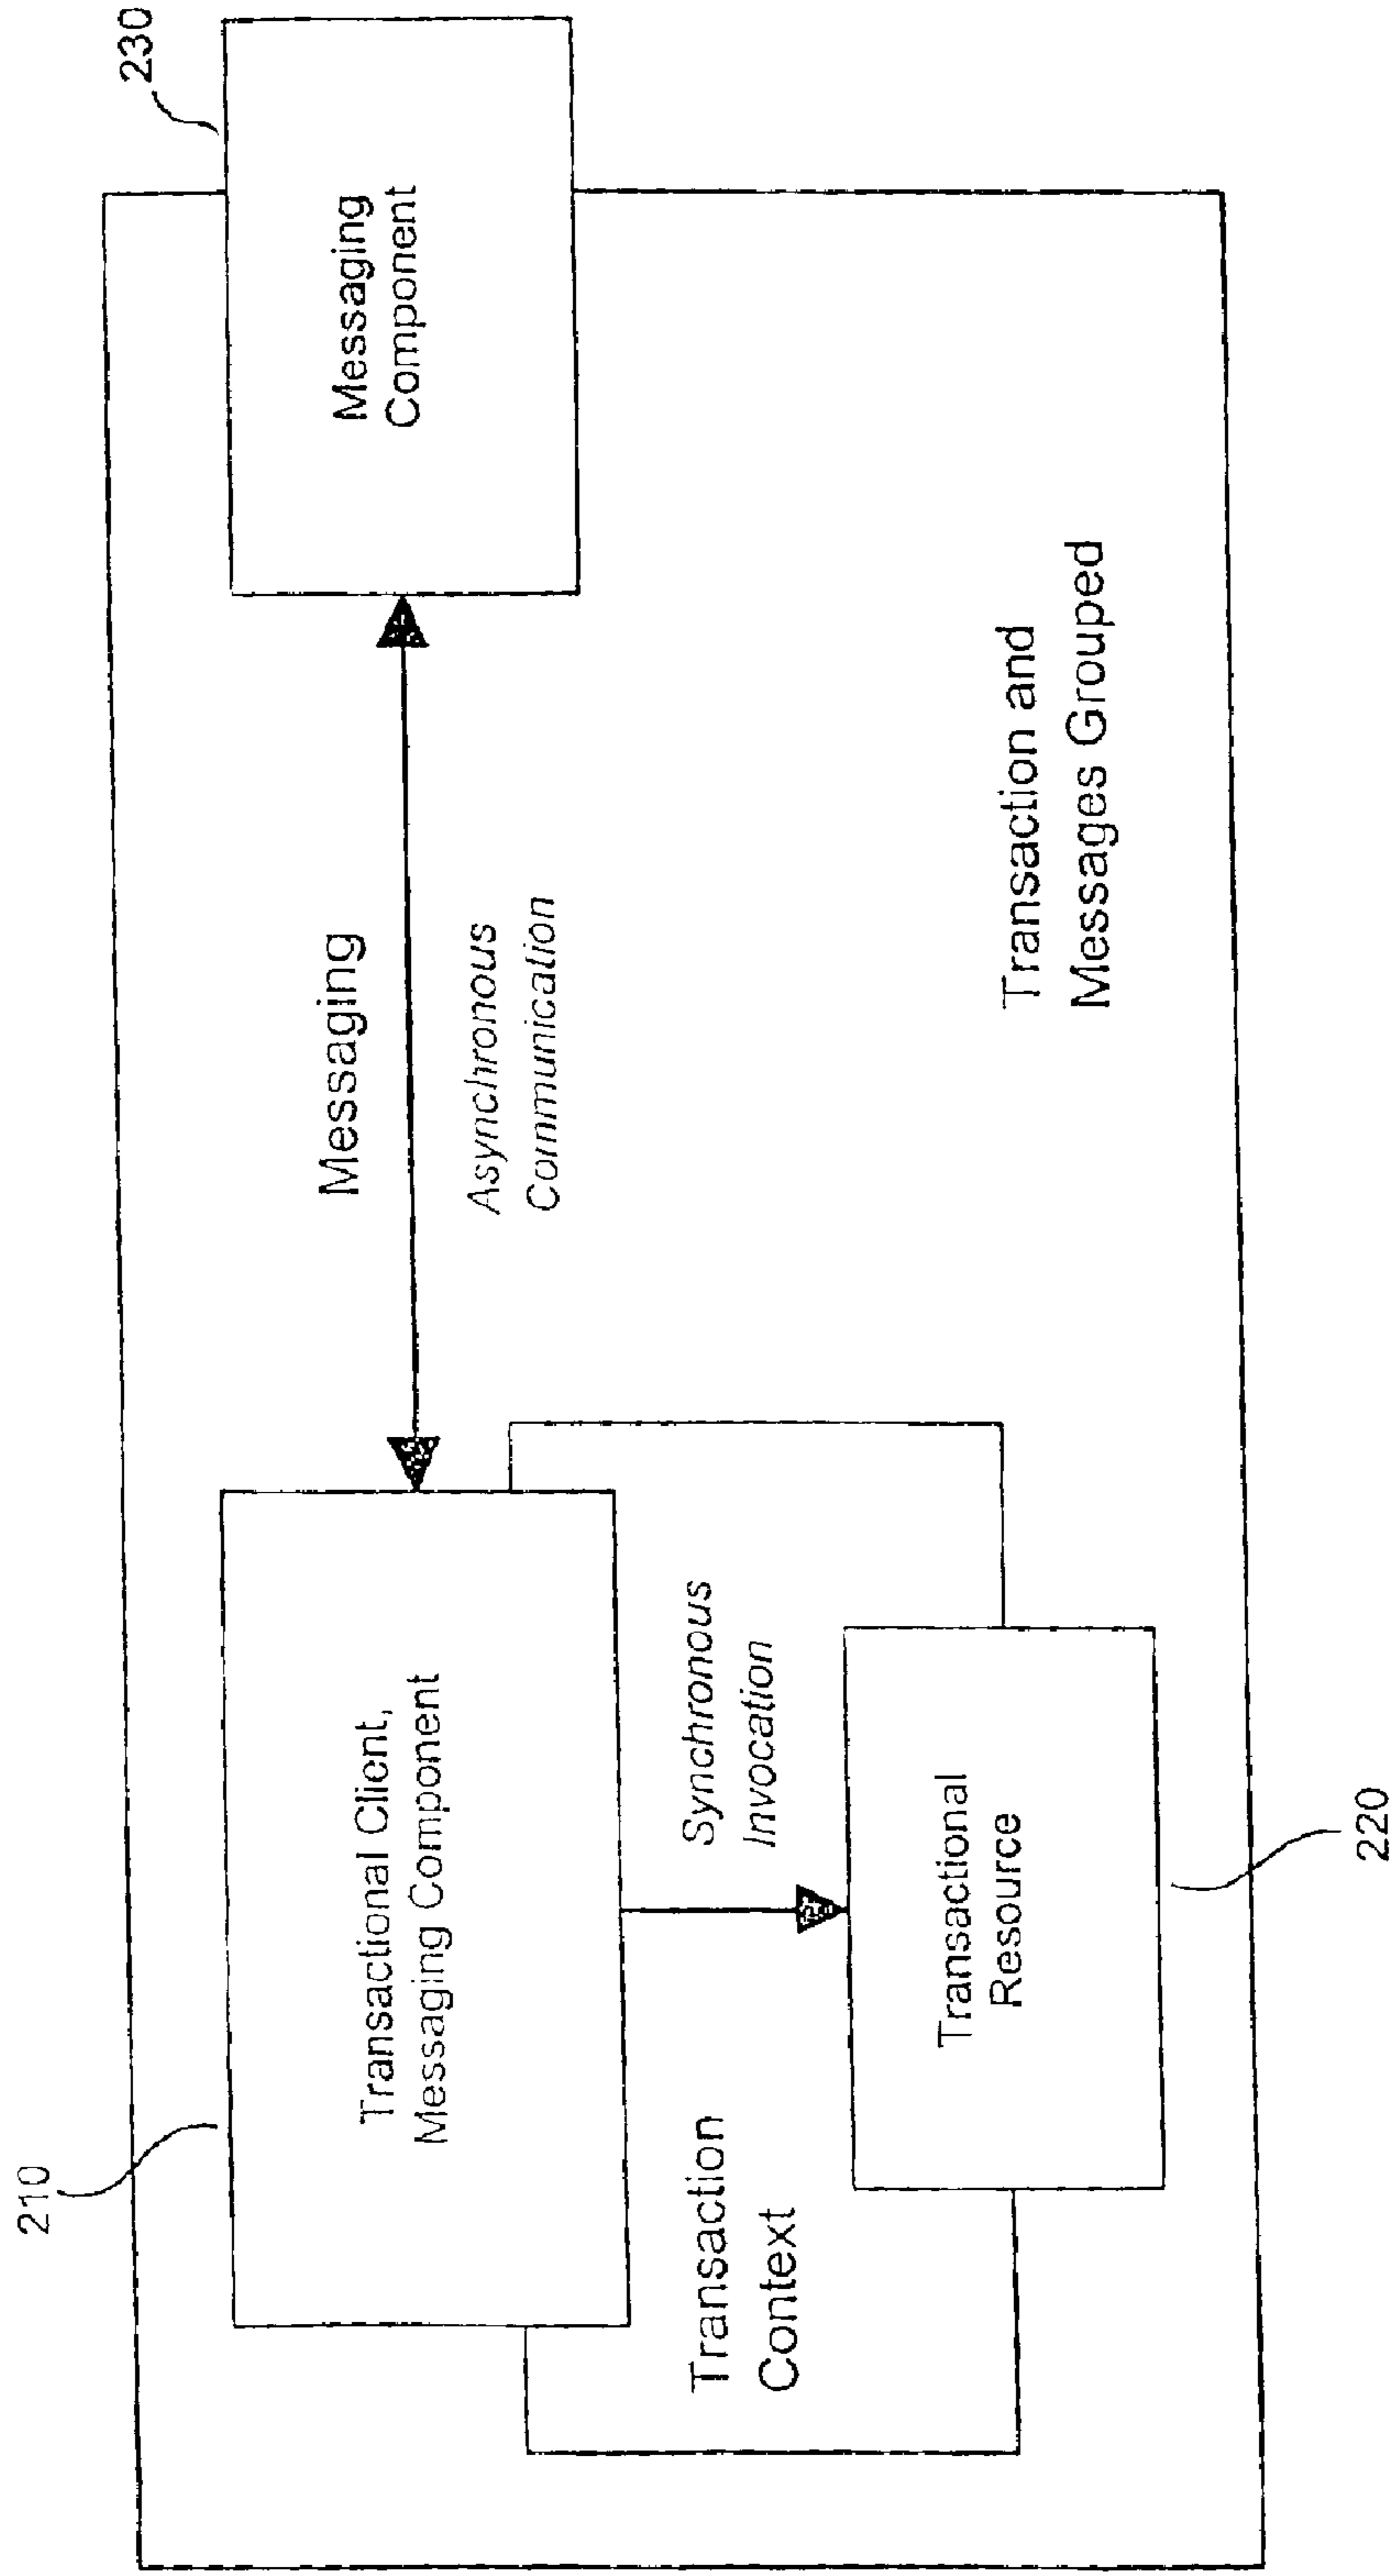 210
230
Transactional Client,
Messaging Component
Messaging
Asynchronous
Communication
Messaging
Component
Transaction
Context
Synchronous
Invocation
Transactional
Resource
220
Transaction and
Messages Grouped